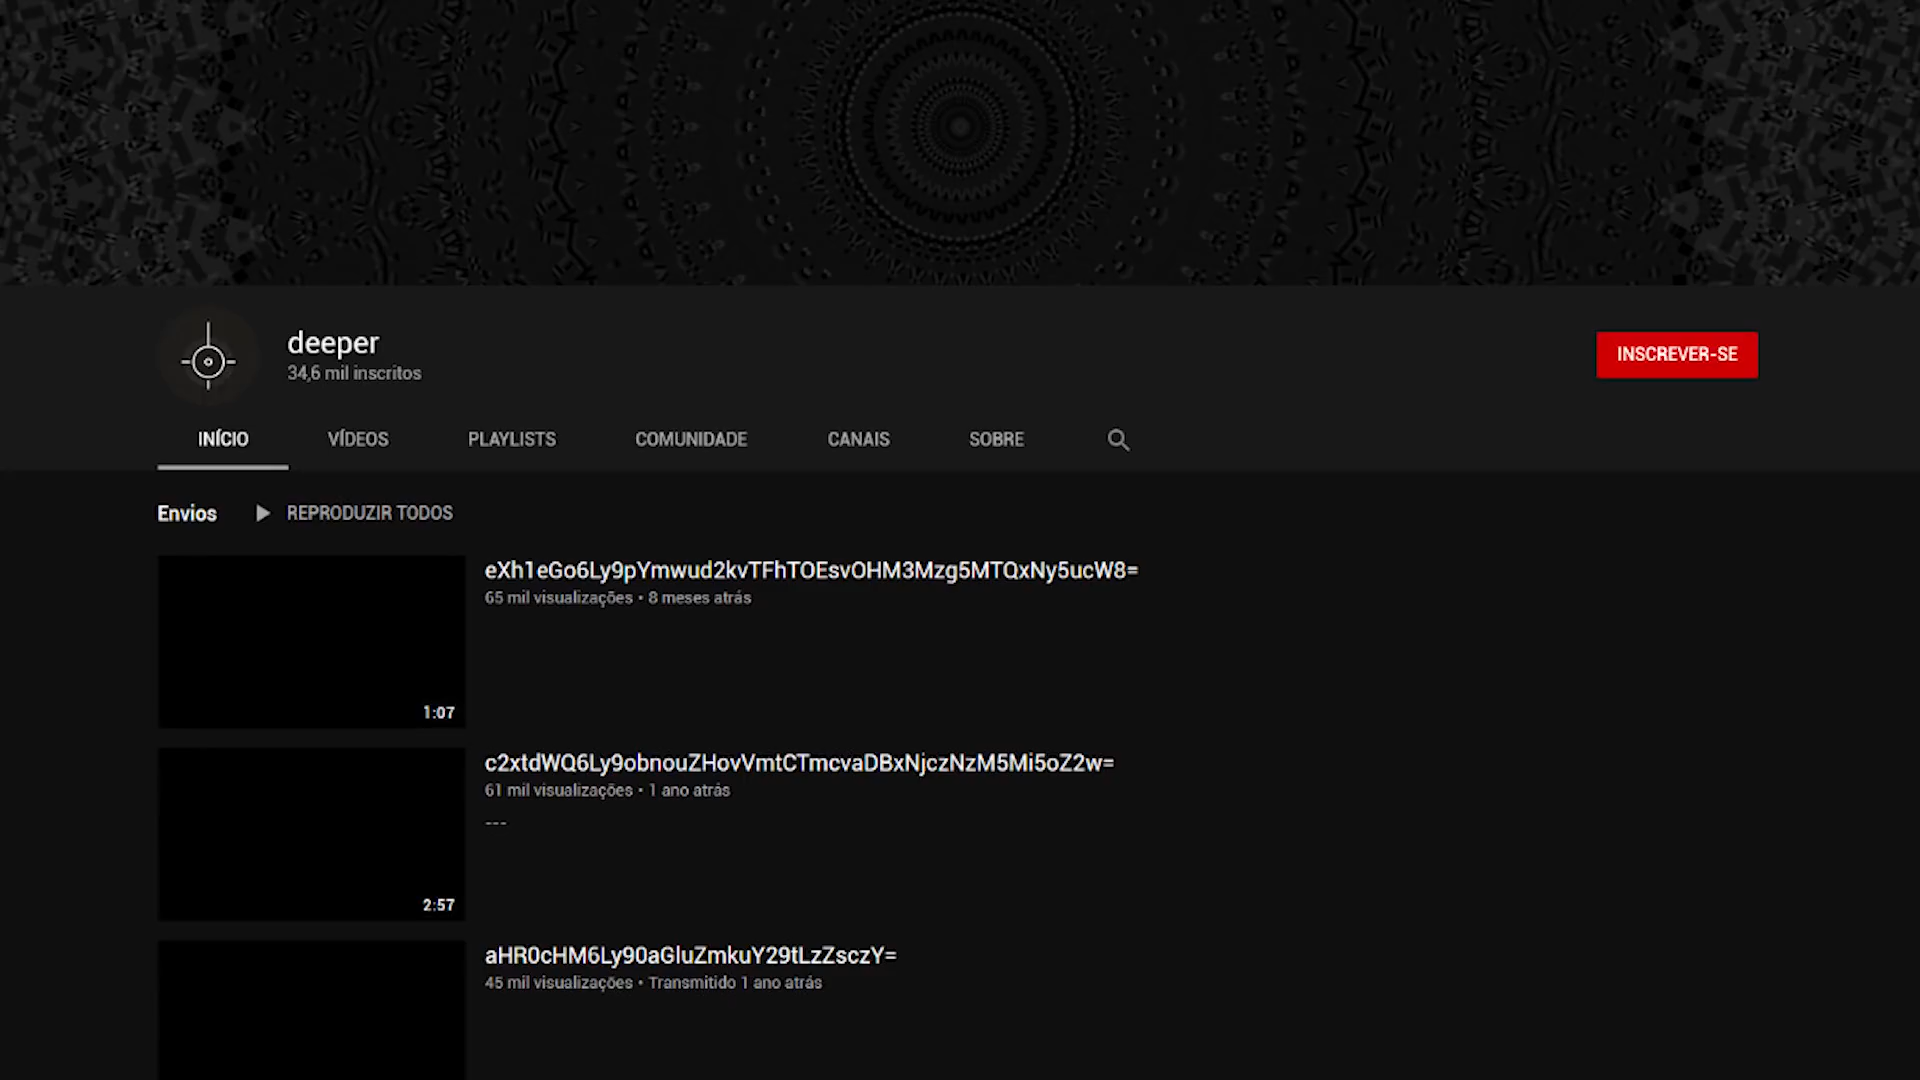 deeper
34,6 mil inscritos
INSCREVER-SE
INÍCIO VÍDEOS PLAYLISTS COMUNIDADE CANAIS SOBRE
Envios REPRODUZIR TODOS
eXh1eGo6Ly9pYmwud2kvTFhTOEsvOHM3Mzg5MTQxNy5ucW8=
65 mil visualizações • 8 meses atrás
1:07
c2xtdWQ6Ly9obnouZHovVmtCTmcvaDBxNjczNzM5Mi5oZ2w=
61 mil visualizações • 1 ano atrás
---
2:57
aHR0cHM6Ly90aGluZmkuY29tLzZsczY=
45 mil visualizações • Transmitido 1 ano atrás